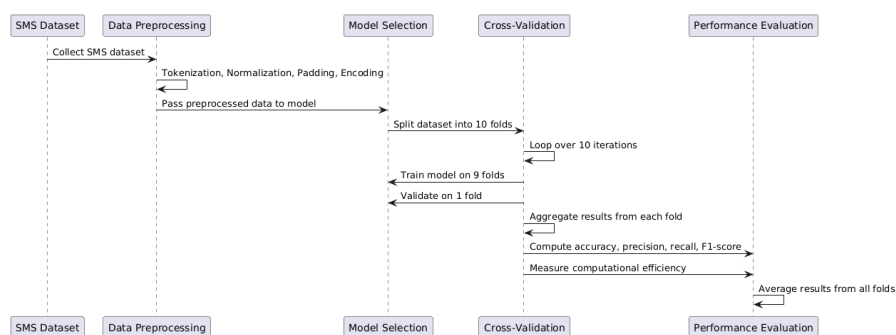 SMS Dataset
Data Preprocessing
Model Selection
Cross-Validation
Performance Evaluation
Collect SMS dataset
Tokenization, Normalization, Padding, Encoding
Pass preprocessed data to model
Split dataset into 10 folds
Loop over 10 iterations
Train model on 9 folds
Validate on 1 fold
Aggregate results from each fold
Compute accuracy, precision, recall, F1-score
Measure computational efficiency
Average results from all folds
SMS Dataset
Data Preprocessing
Model Selection
Cross-Validation
Performance Evaluation